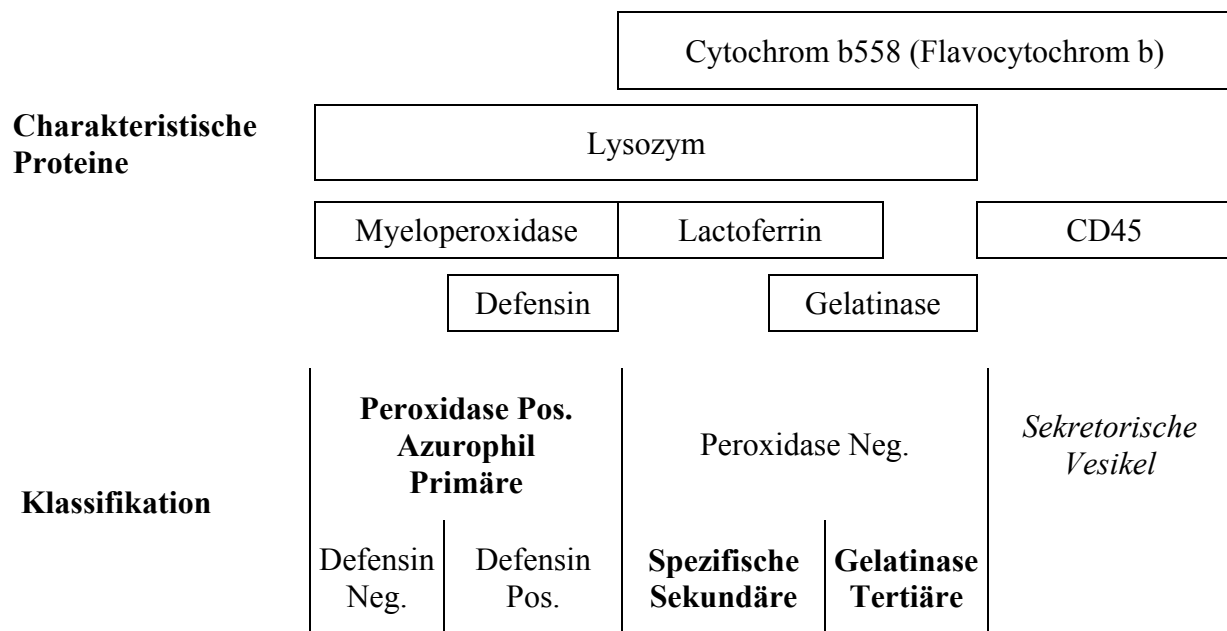 Cytochrom b558 (Flavocytochrom b)
Charakteristische
Proteine
Lysozym
Myeloperoxidase
Lactoferrin
CD45
Defensin
Gelatinase
Klassifikation
Peroxidase Pos.
Azurophil
Primäre
Peroxidase Neg.
Sekretorische
Vesikel
Defensin
Neg.
Defensin
Pos.
Spezifische
Sekundäre
Gelatinase
Tertiäre